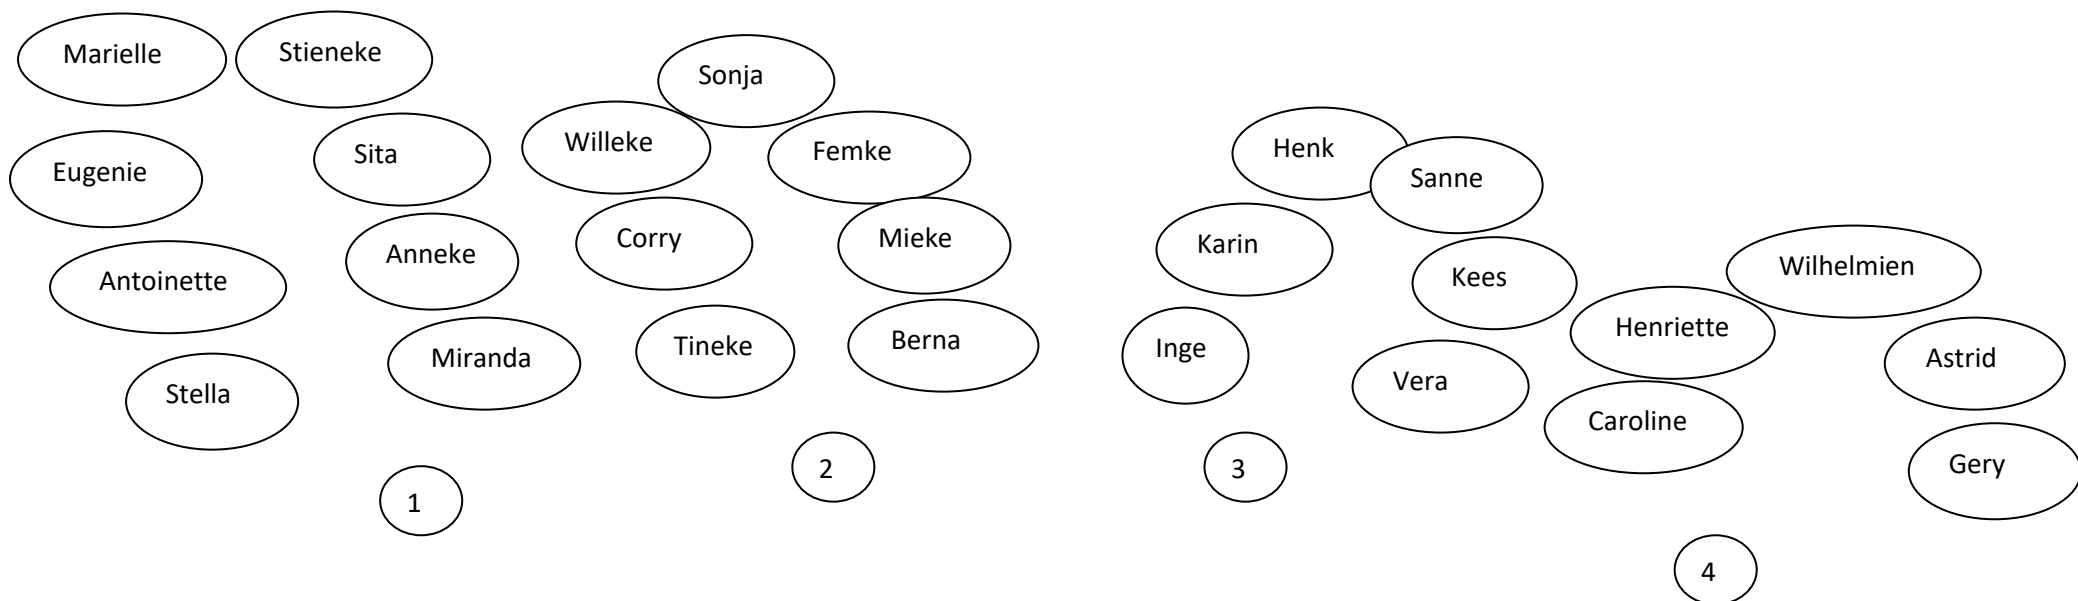 Marielle
Stieneke
Eugenie
Sita
Antoinette
Anneke
Stella
Miranda
1
Sonja
Willeke
Femke
Corry
Mieke
Tineke
Berna
2
Henk
Sanne
Karin
Kees
Inge
Vera
3
Wilhelmien
Henriette
Astrid
Caroline
Gery
4